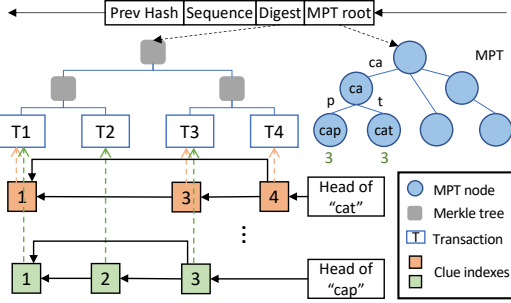 Prev Hash Sequence Digest MPT root
MPT
ca
ca
p t
cap cat
3 3
T1 T2 T3 T4
1 3 4 Head of "cat"
⋮
1 2 3 Head of "cap"
MPT node
Merkle tree
T Transaction
Clue indexes